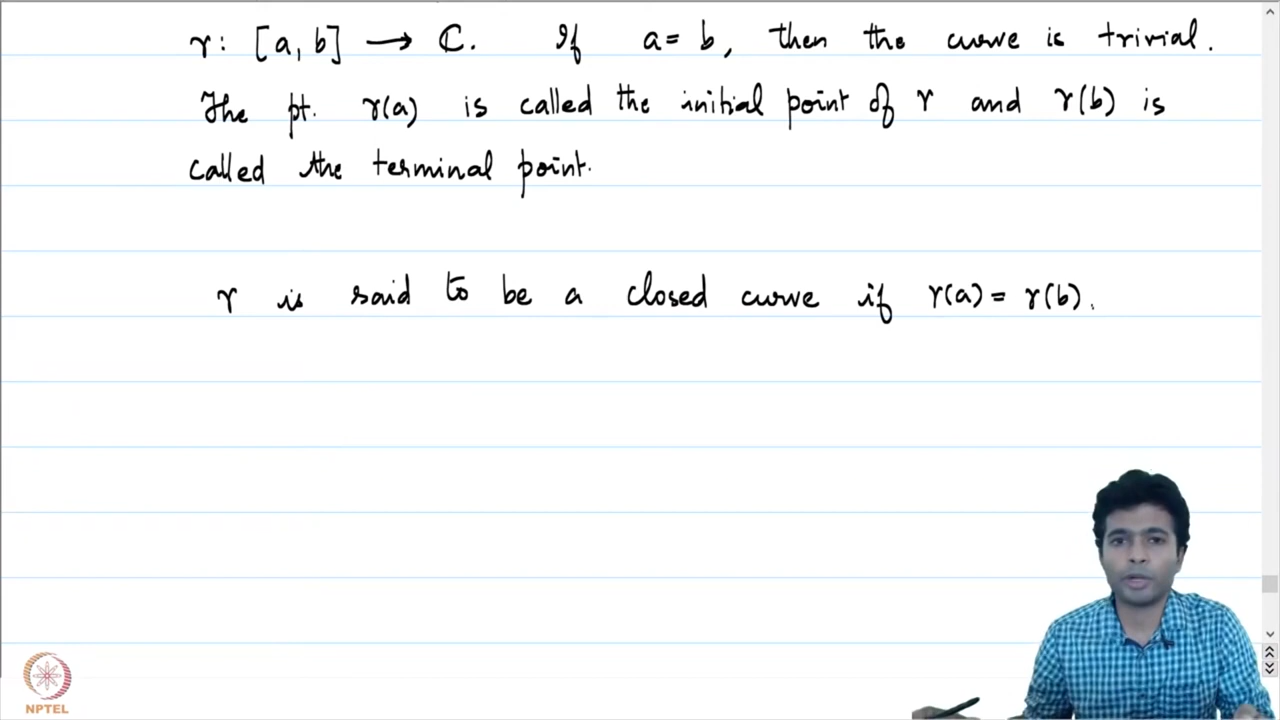 γ: [a, b] → ℂ. If a = b, then the curve is trivial.
The pt. γ(a) is called the initial point of γ and γ(b) is
called the terminal point.
γ is said to be a closed curve if γ(a) = γ(b).
NPTEL